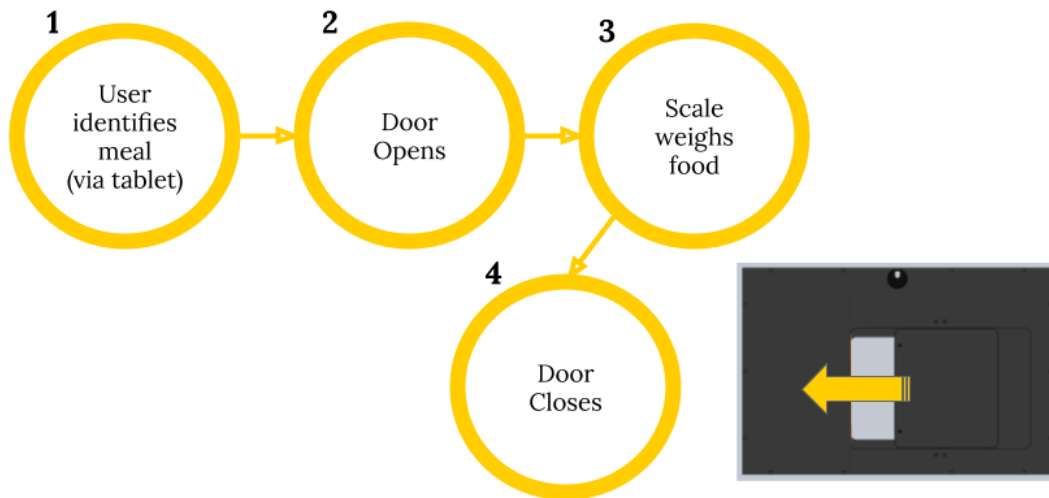 1
User
identifies
meal
(via tablet)
2
Door
Opens
3
Scale
weighs
food
4
Door
Closes